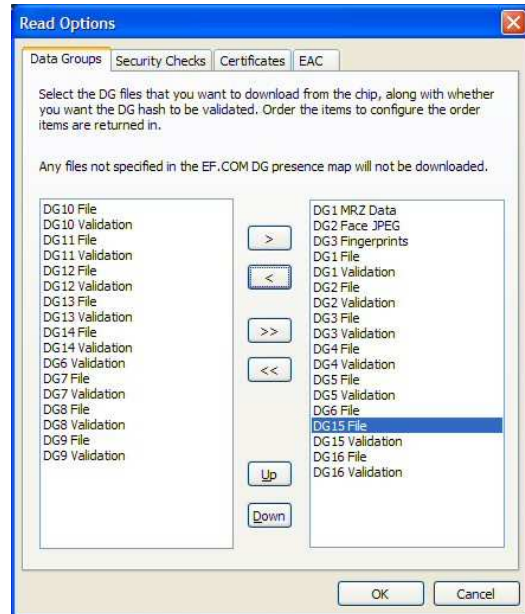 Read Options
Data Groups
Security Checks
Certificates
EAC
Select the DG files that you want to download from the chip, along with whether
you want the DG hash to be validated. Order the items to configure the order
items are returned in.
Any files not specified in the EF.COM DG presence map will not be downloaded.
DG10 File
DG10 Validation
DG11 File
DG11 Validation
DG12 File
DG12 Validation
DG13 File
DG13 Validation
DG14 File
DG14 Validation
DG6 Validation
DG7 File
DG7 Validation
DG8 File
DG8 Validation
DG9 File
DG9 Validation
>
<
>>
<<
Up
Down
DG1 MRZ Data
DG2 Face JPEG
DG3 Fingerprints
DG1 File
DG1 Validation
DG2 File
DG2 Validation
DG3 File
DG3 Validation
DG4 File
DG4 Validation
DG5 File
DG5 Validation
DG6 File
DG15 File
DG15 Validation
DG16 File
DG16 Validation
OK
Cancel